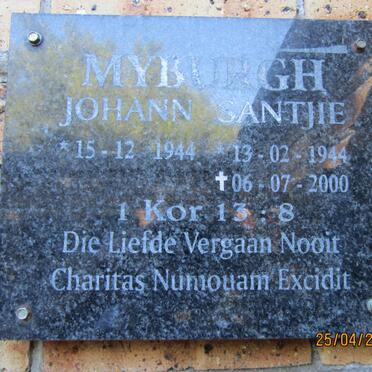 MYBURGH
JOHANN SANTJIE
* 15 - 12 1944 * 13 - 02 - 1944
✝ 06 - 07 - 2000
1 Kor 13 : 8
Die Liefde Vergaan Nooit
Charitas Numouam Excidit
25/04/2